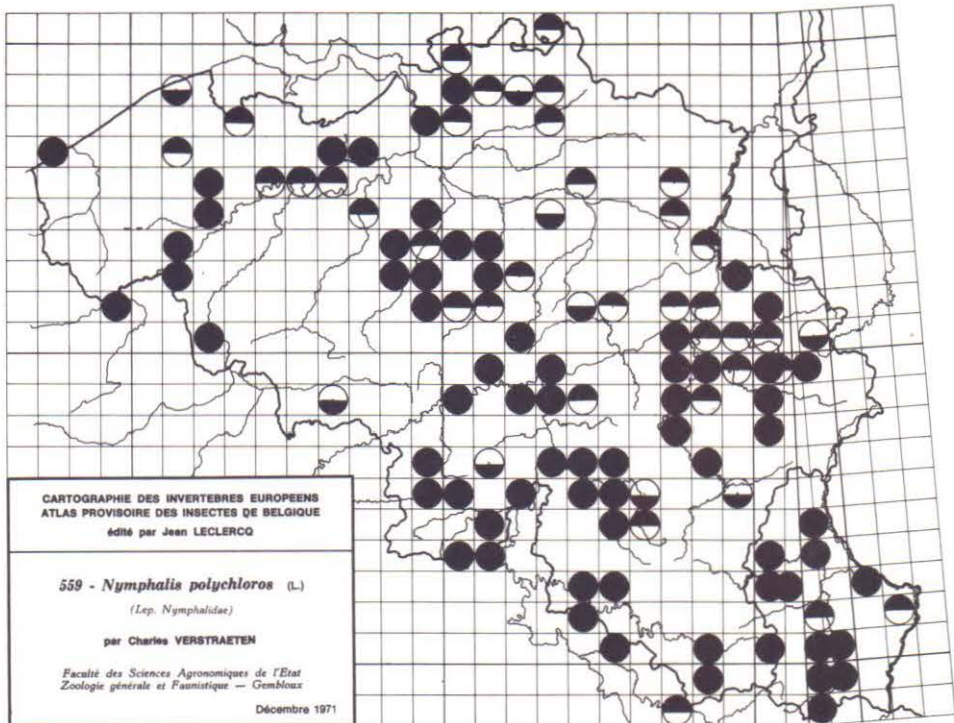 CARTOGRAPHIE DES INVERTEBRES EUROPEENS
ATLAS PROVISOIRE DES INSECTES DE BELGIQUE
édité par Jean LECLERCQ
559 - Nymphalis polychloros (L.)
(Lep. Nymphalidae)
par Charles VERSTRAETEN
Faculté des Sciences Agronomiques de l'Etat
Zoologie générale et Faunistique — Gembloux
Décembre 1971